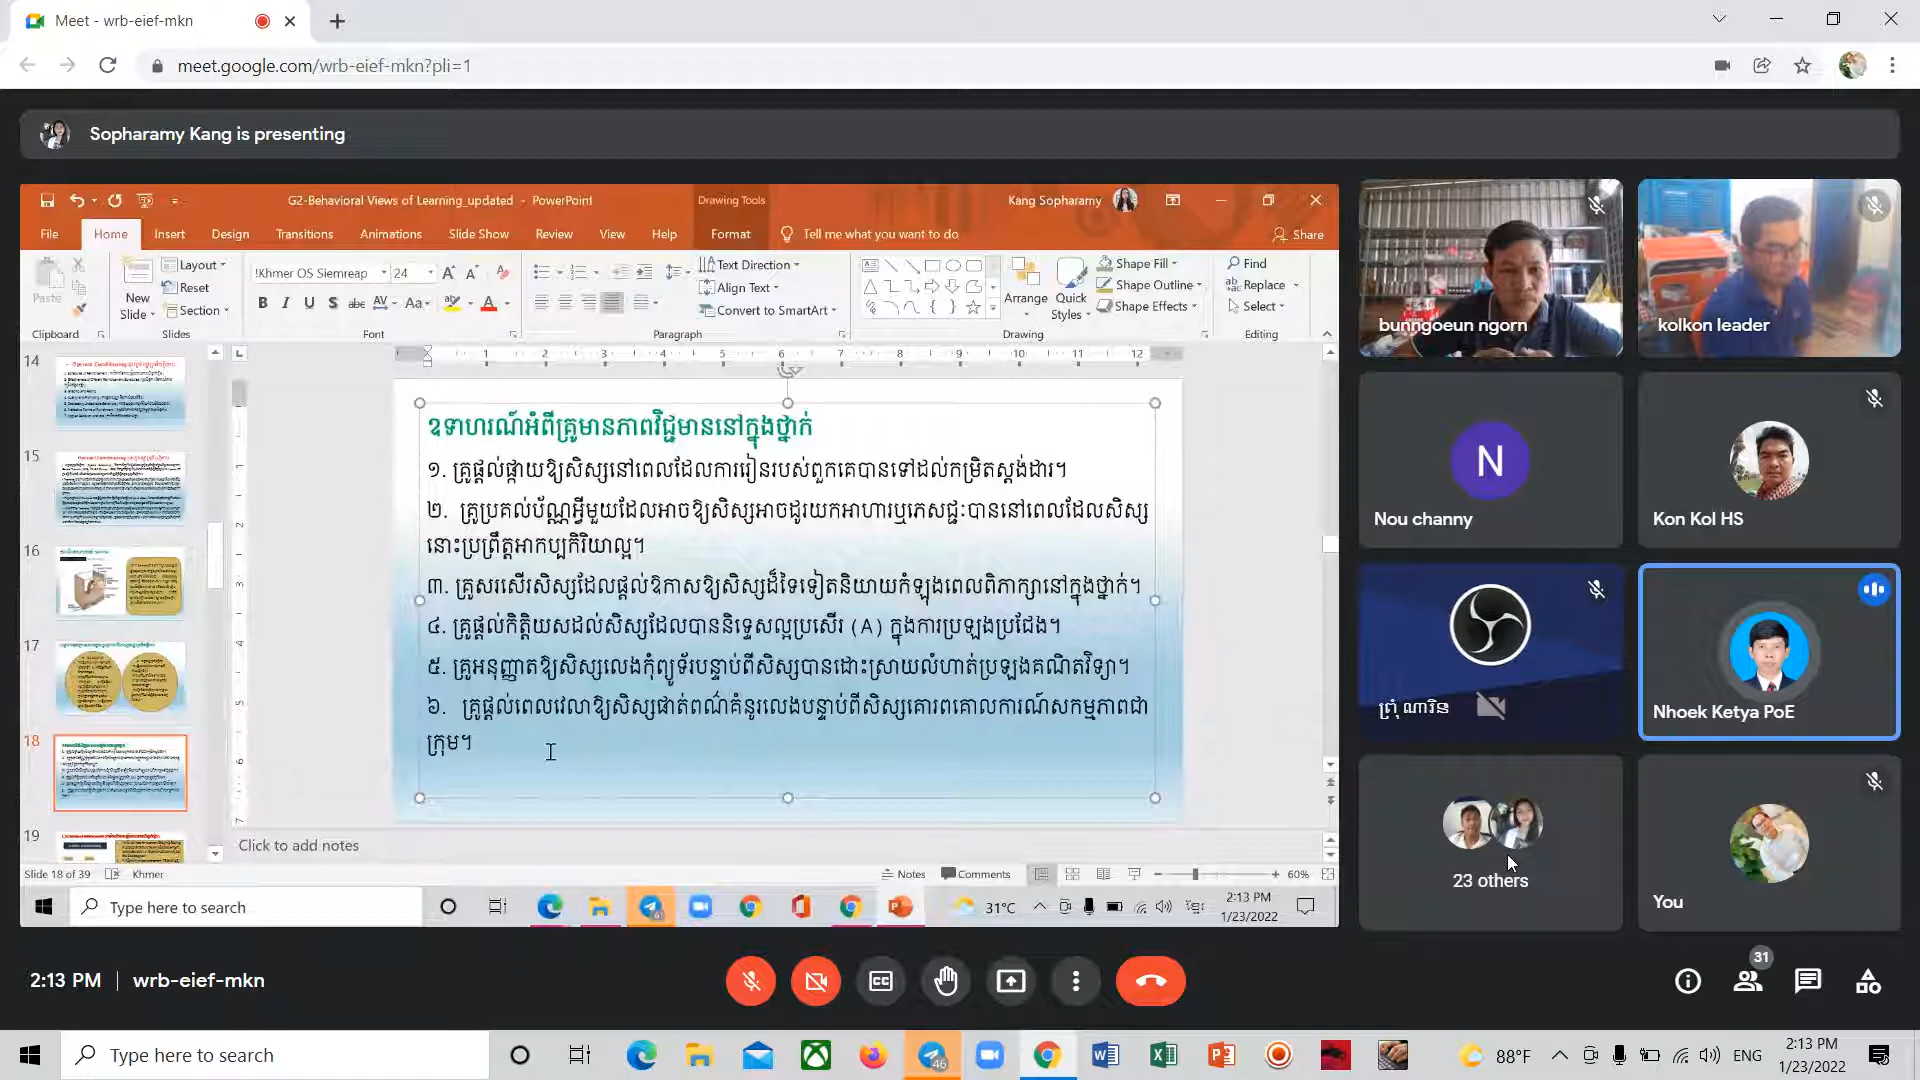 Meet - wrb-eief-mkn
meet.google.com/wrb-eief-mkn?pli=1
Sopharamy Kang is presenting
G2-Behavioral Views of Learning_updated - PowerPoint
Drawing Tools
Kang Sopharamy
File Home Insert Design Transitions Animations Slide Show Review View Help Format Tell me what you want to do Share
Paste
New Slide
Layout
Reset
Section
!Khmer OS Siemreap 24
Text Direction
Align Text
Convert to SmartArt
Arrange
Quick Styles
Shape Fill
Shape Outline
Shape Effects
Find
Replace
Select
Clipboard Slides Font Paragraph Drawing Editing
14
15
16
17
18
19
ឧទាហរណ៍អំពីគ្រូមានភាពវិជ្ជមាននៅក្នុងថ្នាក់
១. គ្រូផ្ដល់ផ្កាយឱ្យសិស្សនៅពេលដែលការរៀនរបស់ពួកគេបានទៅដល់កម្រិតស្ដង់ដារ។
២. គ្រូប្រគល់ប័ណ្ណអ្វីមួយដែលអាចឱ្យសិស្សអាចដូរយកអាហារឬភេសជ្ជៈបាននៅពេលដែលសិស្ស
នោះប្រព្រឹត្តអាកប្បកិរិយាល្អ។
៣. គ្រូសរសើរសិស្សដែលផ្ដល់ឱកាសឱ្យសិស្សដ៏ទៃទៀតនិយាយកំឡុងពេលពិភាក្សានៅក្នុងថ្នាក់។
៤. គ្រូផ្ដល់កិត្តិយសដល់សិស្សដែលបាននិទ្ទេសល្អប្រសើរ (A) ក្នុងការប្រឡងប្រជែង។
៥. គ្រូអនុញ្ញាតឱ្យសិស្សលេងកុំព្យូទ័របន្ទាប់ពីសិស្សបានដោះស្រាយលំហាត់ប្រឡងគណិតវិទ្យា។
៦. គ្រូផ្ដល់ពេលវេលាឱ្យសិស្សផាត់ពណ៌គំនូរលេងបន្ទាប់ពីសិស្សគោរពគោលការណ៍សកម្មភាពជា
ក្រុម។
Click to add notes
Slide 18 of 39 Khmer Notes Comments 60%
Type here to search
31°C
2:13 PM
1/23/2022
bunngoeun ngorn
kolkon leader
N
Nou channy
Kon Kol HS
ព្រុំ ណារិន
Nhoek Ketya PoE
23 others
You
2:13 PM | wrb-eief-mkn
31
Type here to search
46
88°F
ENG
2:13 PM
1/23/2022